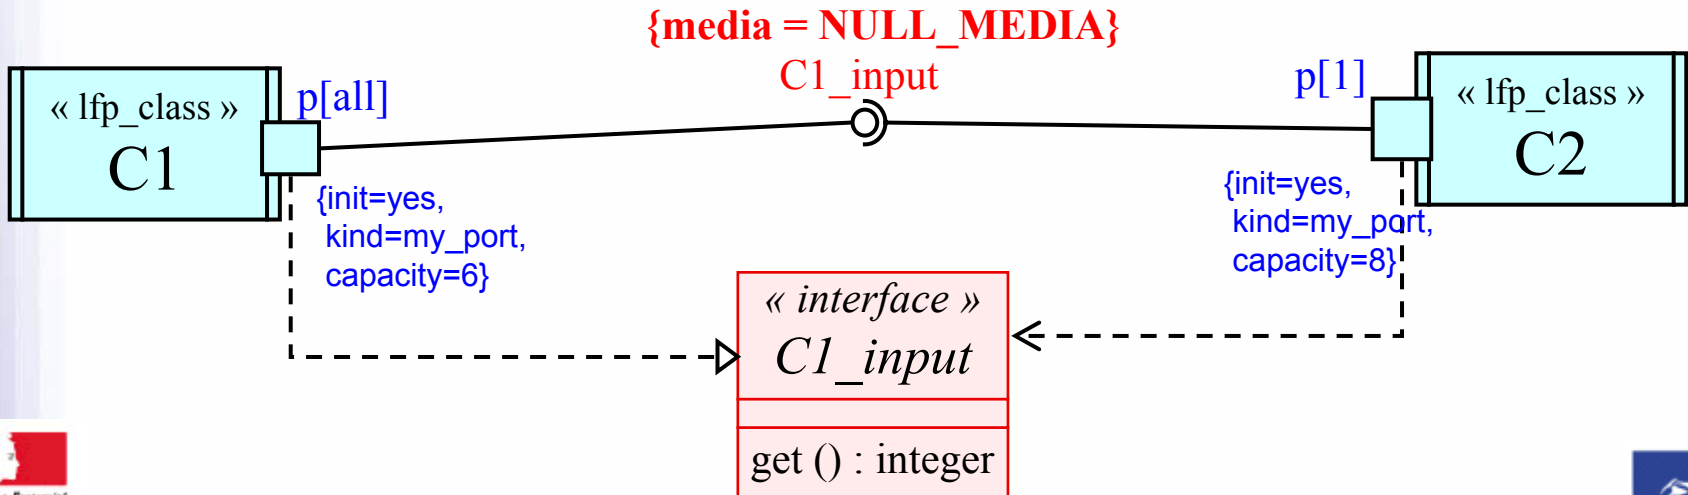 {media = NULL_MEDIA}
C1_input
« lfp_class »
C1
p[all]
{init=yes,
kind=my_port,
capacity=6}
p[1]
« lfp_class »
C2
{init=yes,
kind=my_port,
capacity=8}
« interface »
C1_input
get () : integer